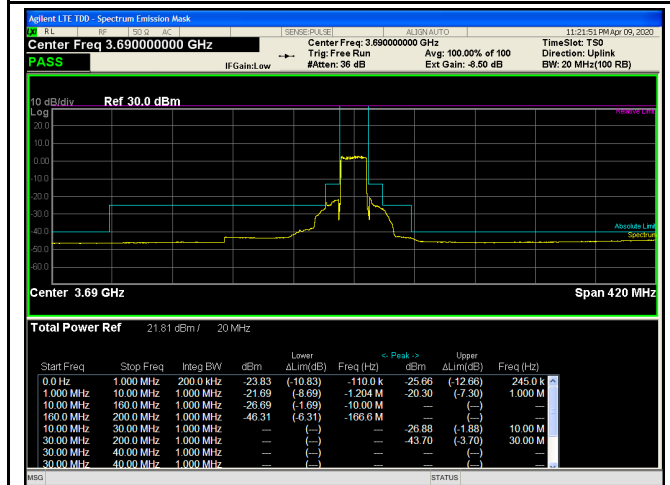 Agilent LTE TDD - Spectrum Emission Mask
LXI RL RF 50 Ω AC SENSE:PULSE ALIGN AUTO 11:21:51 PM Apr 09, 2020
Center Freq 3.690000000 GHz Center Freq: 3.690000000 GHz TimeSlot: TS0
Trig: Free Run Avg: 100.00% of 100 Direction: Uplink
PASS IFGain:Low #Atten: 36 dB Ext Gain: -8.50 dB BW: 20 MHz(100 RB)
10 dB/div Ref 30.0 dBm
Log
Relative Limit
20.0
10.0
0.00
-10.0
-20.0
-30.0
Absolute Limit
-40.0
Spectrum
-50.0
-60.0
Center 3.69 GHz Span 420 MHz
Total Power Ref 21.81 dBm / 20 MHz
Lower <- Peak -> Upper
Start Freq Stop Freq Integ BW dBm ΔLim(dB) Freq (Hz) dBm ΔLim(dB) Freq (Hz)
0.0 Hz 1.000 MHz 200.0 kHz -23.83 (-10.83) -110.0 k -25.66 (-12.66) 245.0 k
1.000 MHz 10.00 MHz 1.000 MHz -21.69 (-8.69) -1.204 M -20.30 (-7.30) 1.000 M
10.00 MHz 160.0 MHz 1.000 MHz -26.69 (-1.69) -10.00 M --- (---)
160.0 MHz 200.0 MHz 1.000 MHz -46.31 (-6.31) -166.6 M --- (---)
10.00 MHz 30.00 MHz 1.000 MHz --- (---) -26.88 (-1.88) 10.00 M
30.00 MHz 200.0 MHz 1.000 MHz --- (---) -43.70 (-3.70) 30.00 M
30.00 MHz 40.00 MHz 1.000 MHz --- (---) --- (---)
30.00 MHz 40.00 MHz 1.000 MHz --- (---) --- (---)
MSG STATUS